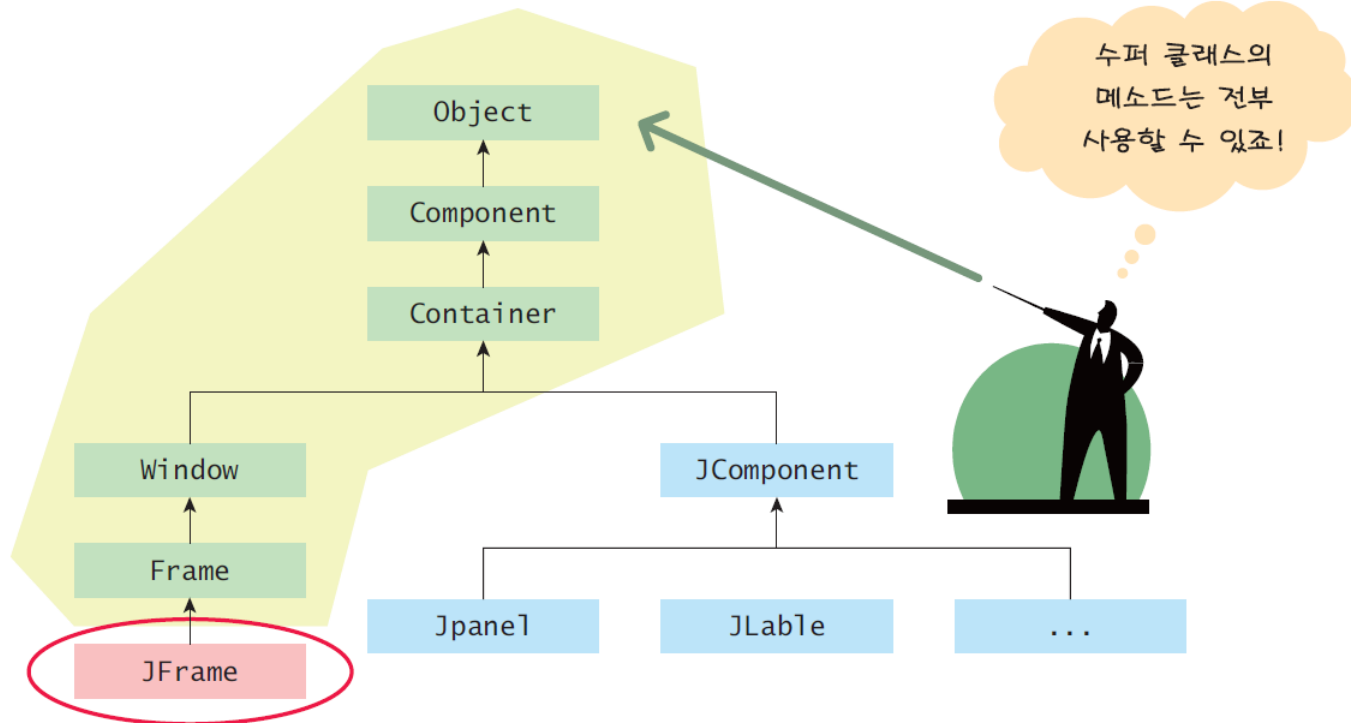 수퍼 클래스의
메소드는 전부
사용할 수 있죠!
Object
Component
Container
Window
JComponent
Frame
Jpanel
JLable
...
JFrame